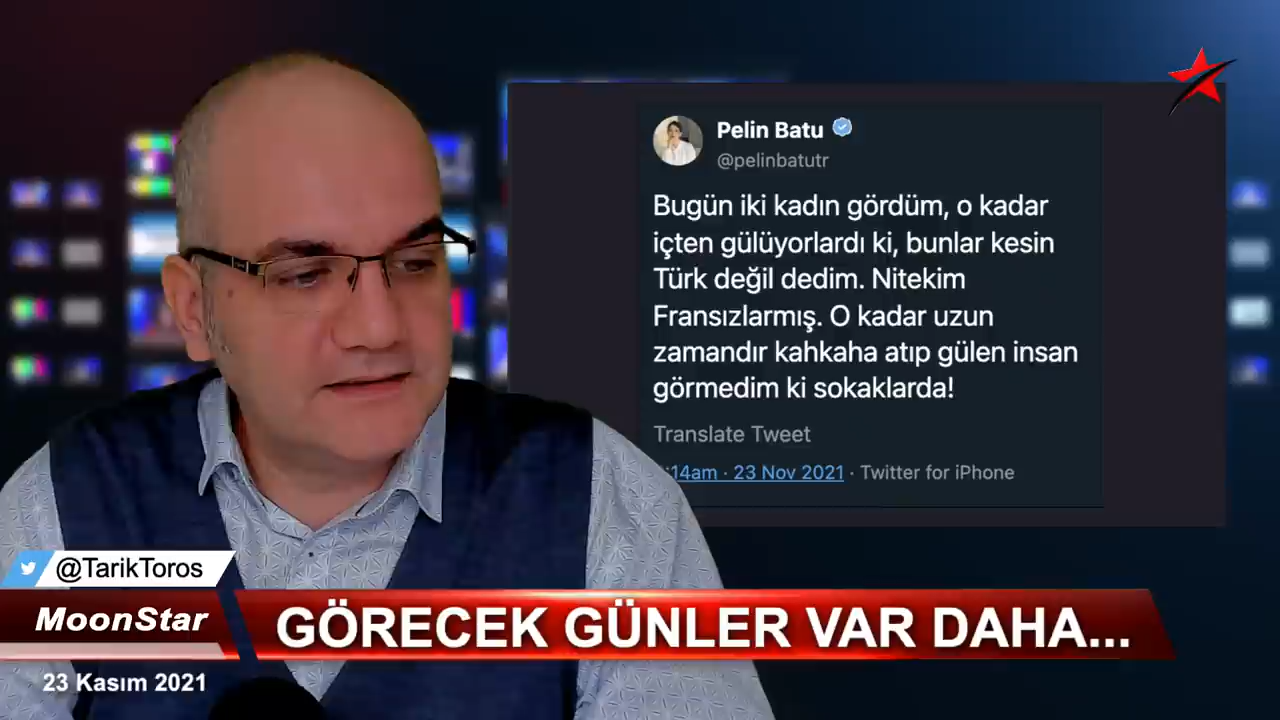 Pelin Batu
@pelinbatutr
Bugün iki kadın gördüm, o kadar
içten gülüyorlardı ki, bunlar kesin
Türk değil dedim. Nitekim
Fransızlarmış. O kadar uzun
zamandır kahkaha atıp gülen insan
görmedim ki sokaklarda!
Translate Tweet
:14am · 23 Nov 2021 · Twitter for iPhone
@TarikToros
MoonStar
GÖRECEK GÜNLER VAR DAHA...
23 Kasım 2021